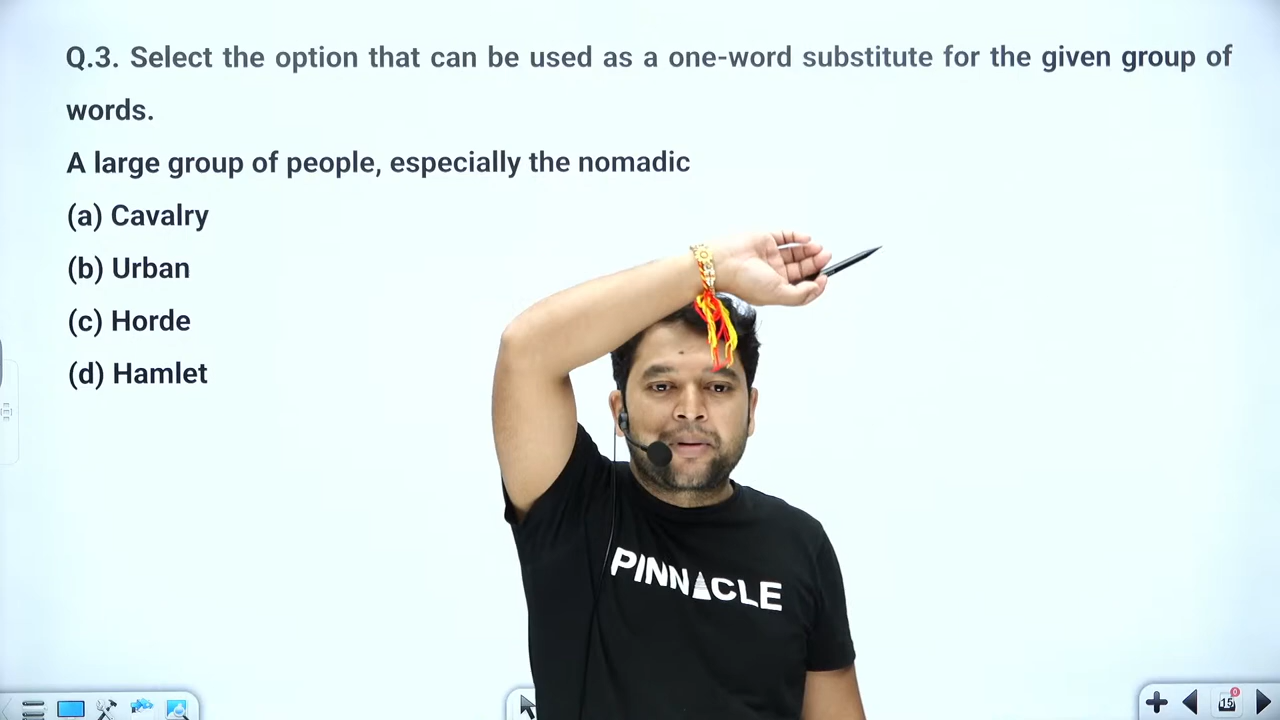 Q.3. Select the option that can be used as a one-word substitute for the given group of
words.
A large group of people, especially the nomadic
(a) Cavalry
(b) Urban
(c) Horde
(d) Hamlet
PINNACLE
15
0